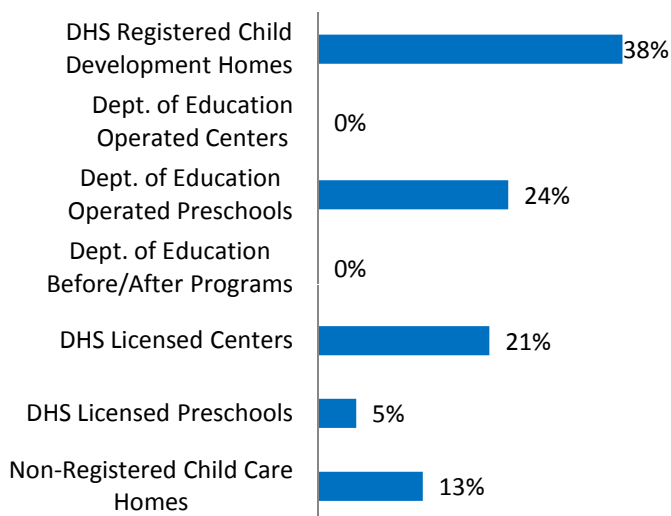 DHS Registered Child
Development Homes
38%
Dept. of Education
Operated Centers
0%
Dept. of Education
Operated Preschools
24%
Dept. of Education
Before/After Programs
0%
DHS Licensed Centers
21%
DHS Licensed Preschools
5%
Non-Registered Child Care
Homes
13%